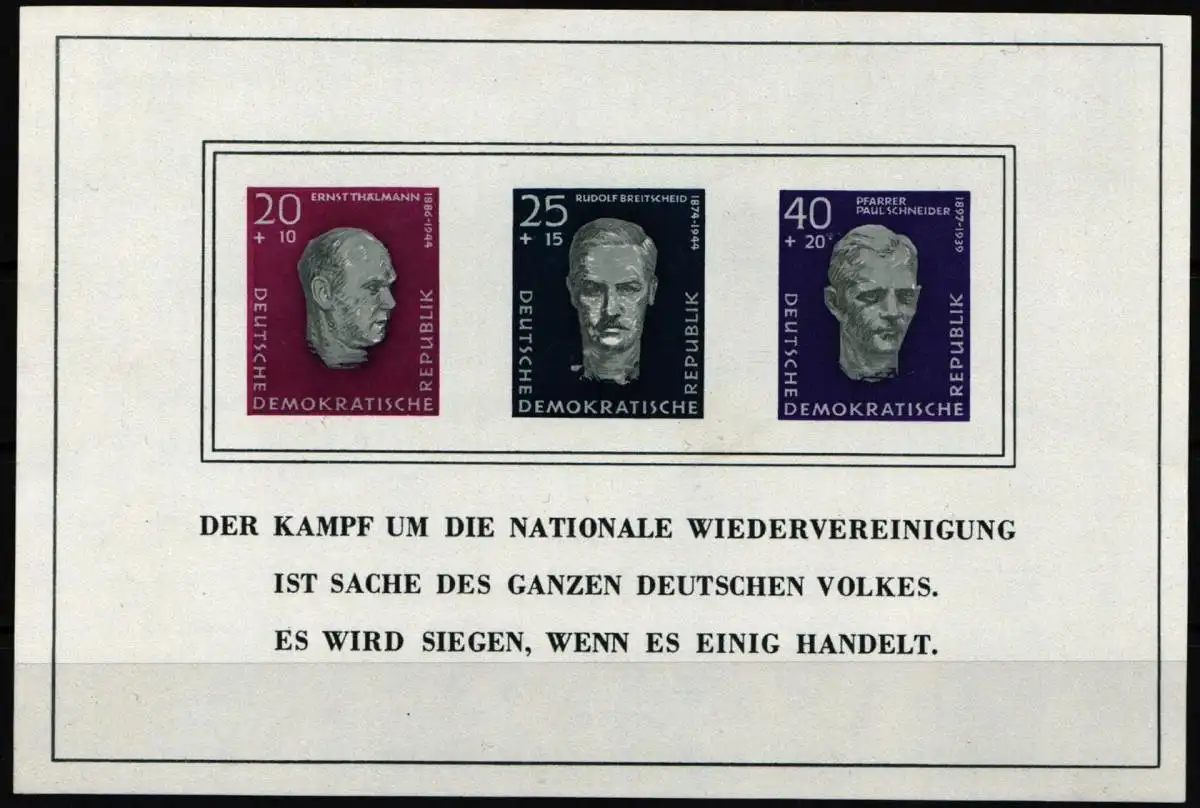 20
+ 10
ERNST THÄLMANN
1886-1944
DEUTSCHE
DEMOKRATISCHE
REPUBLIK
25
+ 15
RUDOLF BREITSCHEID
1874-1944
DEUTSCHE
DEMOKRATISCHE
REPUBLIK
40
+ 20
PFARRER
PAUL SCHNEIDER
1897-1939
DEUTSCHE
DEMOKRATISCHE
REPUBLIK
DER KAMPF UM DIE NATIONALE WIEDERVEREINIGUNG
IST SACHE DES GANZEN DEUTSCHEN VOLKES.
ES WIRD SIEGEN, WENN ES EINIG HANDELT.